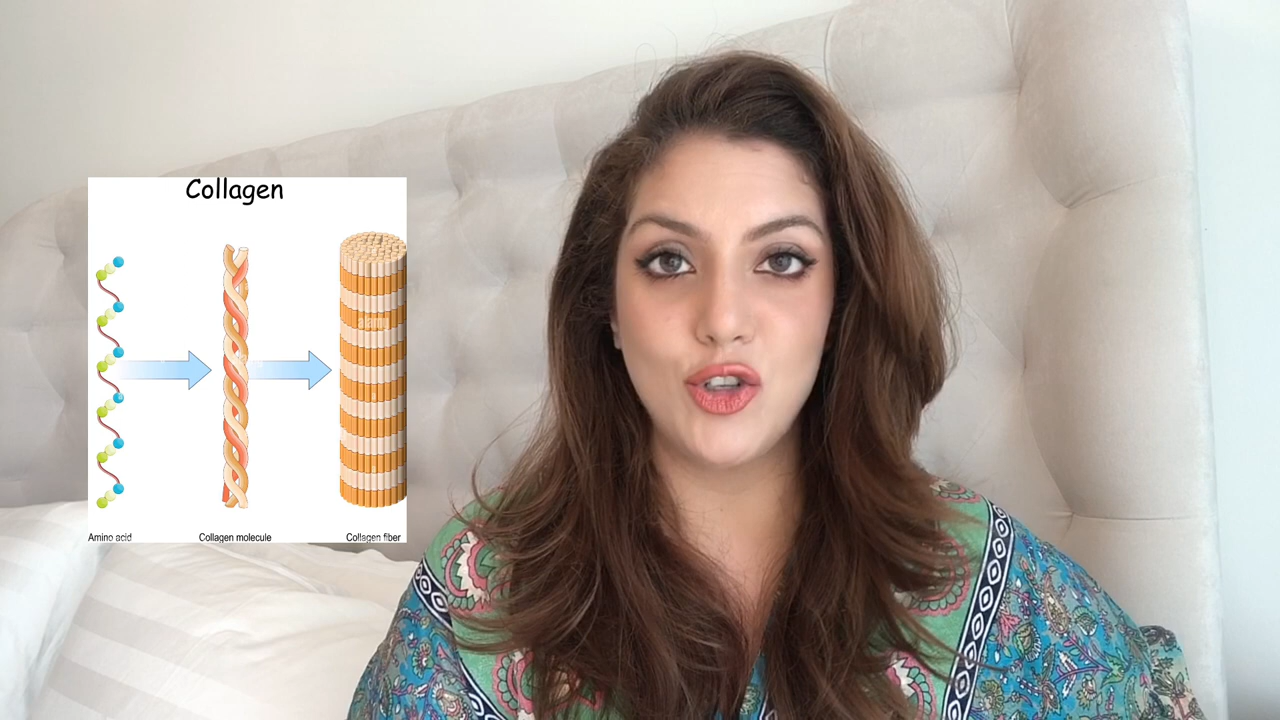 Collagen
Amino acid
Collagen molecule
Collagen fiber